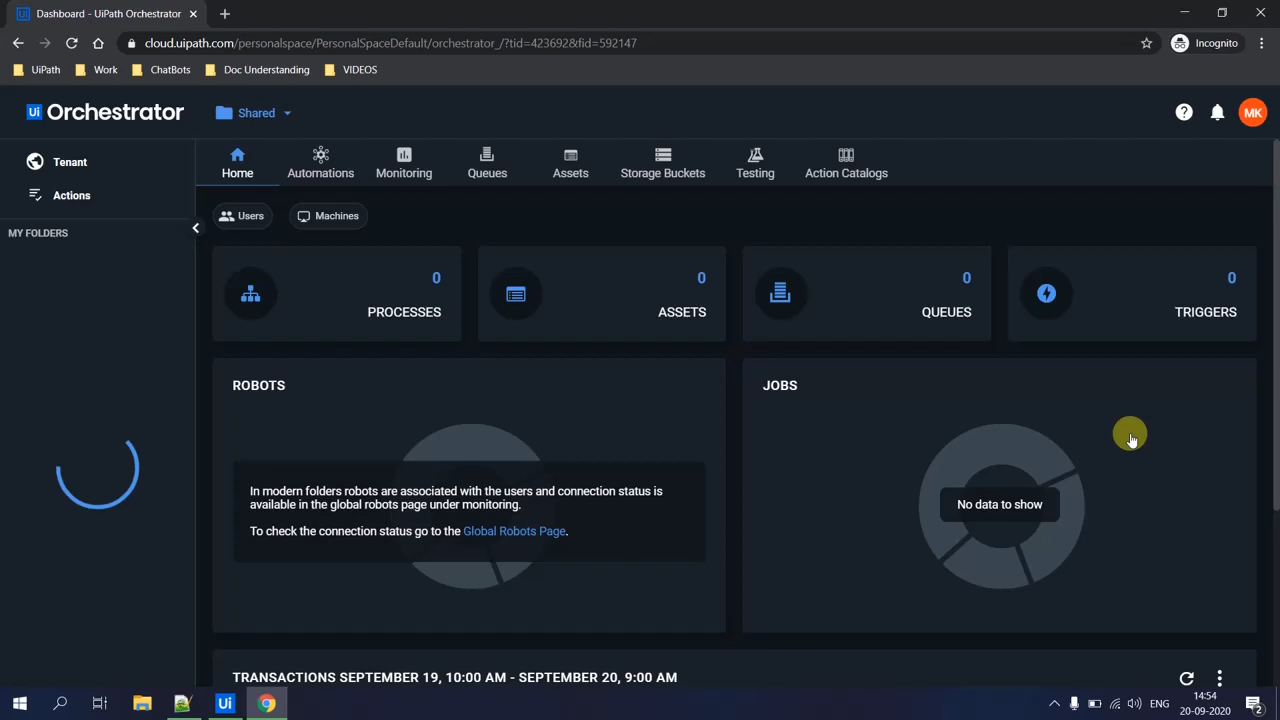 Dashboard - UiPath Orchestrator
cloud.uipath.com/personalspace/PersonalSpaceDefault/orchestrator_/?tid=423692&fid=592147
Incognito
UiPath
Work
ChatBots
Doc Understanding
VIDEOS
Ui Orchestrator
Shared
MK
Tenant
Actions
MY FOLDERS
Home
Automations
Monitoring
Queues
Assets
Storage Buckets
Testing
Action Catalogs
Users
Machines
0
PROCESSES
0
ASSETS
0
QUEUES
0
TRIGGERS
ROBOTS
In modern folders robots are associated with the users and connection status is
available in the global robots page under monitoring.
To check the connection status go to the Global Robots Page.
JOBS
No data to show
TRANSACTIONS SEPTEMBER 19, 10:00 AM - SEPTEMBER 20, 9:00 AM
Ui
ENG
14:54
20-09-2020
2